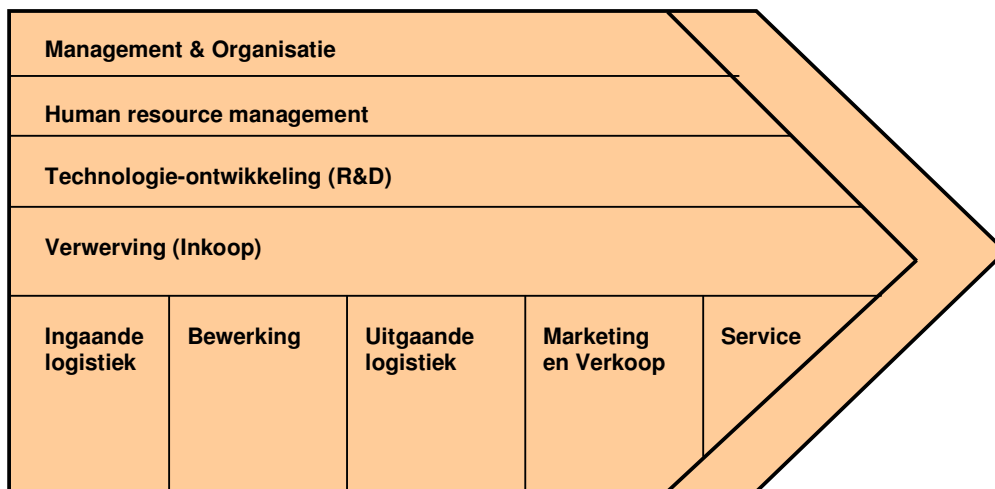 Management & Organisatie
Human resource management
Technologie-ontwikkeling (R&D)
Verwerving (Inkoop)
Ingaande
logistiek
Bewerking
Uitgaande
logistiek
Marketing
en Verkoop
Service